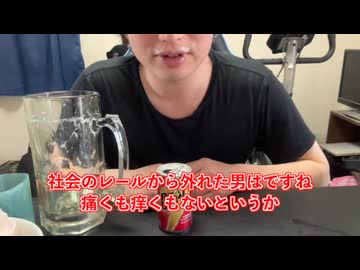 社会のレールから外れた男はですね
痛くも痒くもないというか